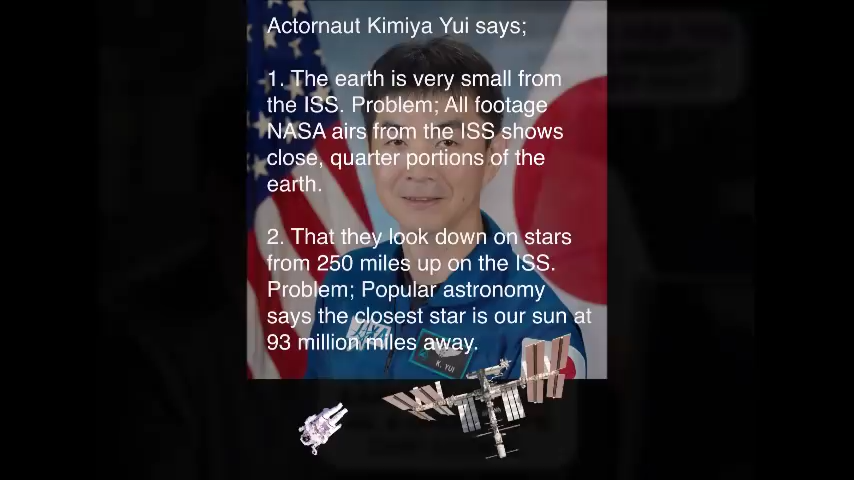 Actornaut Kimiya Yui says;
1. The earth is very small from
the ISS. Problem; All footage
NASA airs from the ISS shows
close, quarter portions of the
earth.
2. That they look down on stars
from 250 miles up on the ISS.
Problem; Popular astronomy
says the closest star is our sun at
93 million miles away.
K. YUI